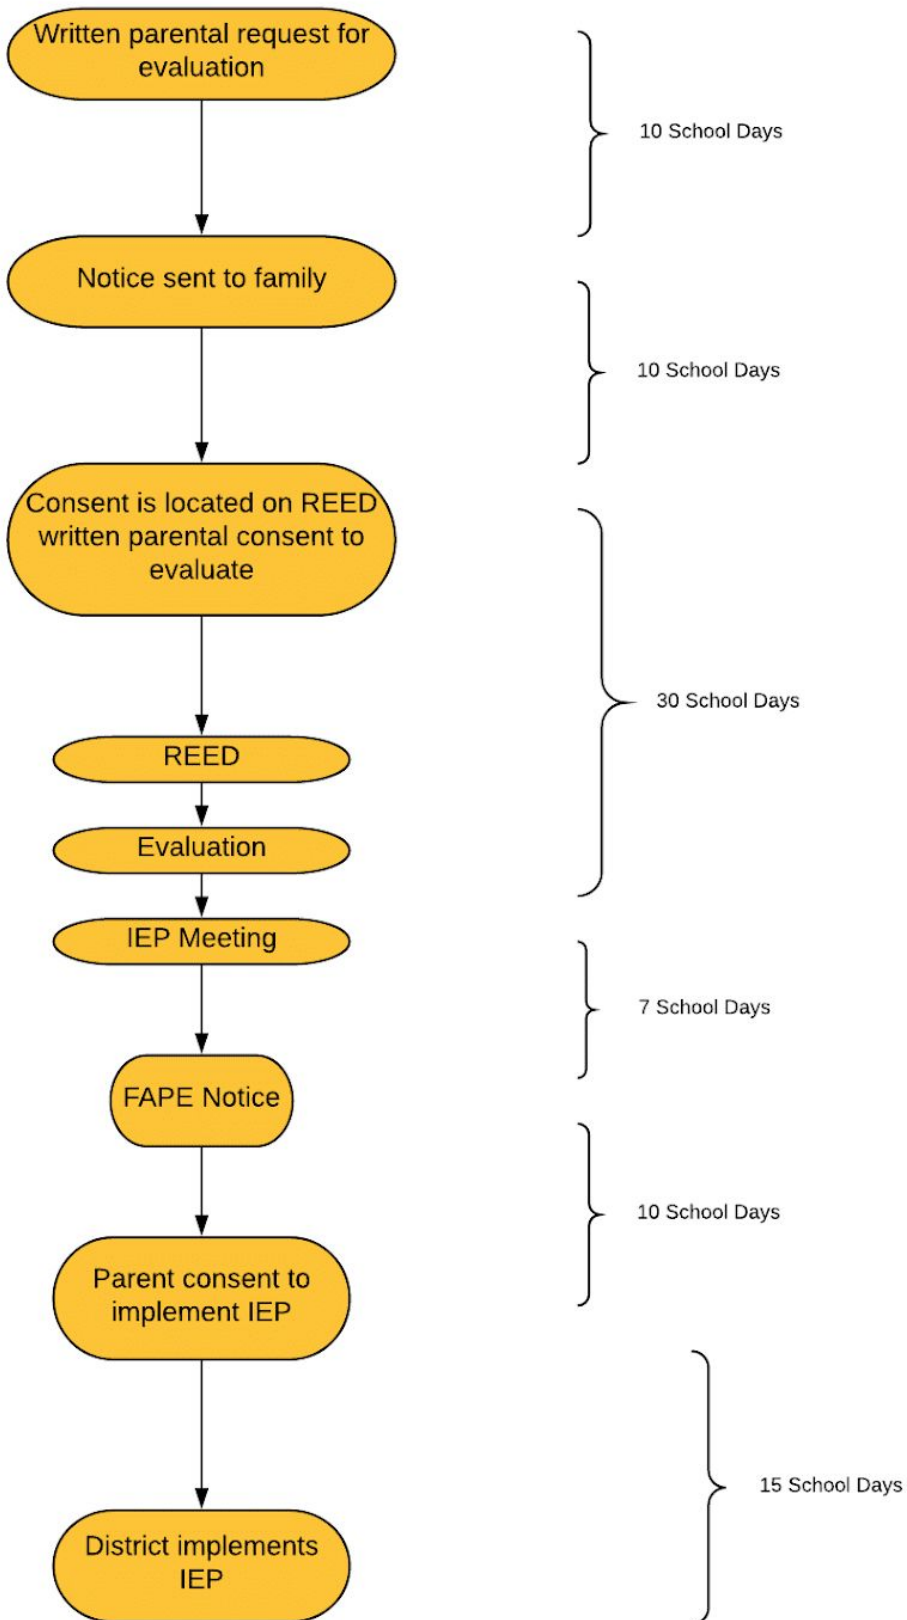 Written parental request for
evaluation
10 School Days
Notice sent to family
10 School Days
Consent is located on REED
written parental consent to
evaluate
30 School Days
REED
Evaluation
IEP Meeting
7 School Days
FAPE Notice
10 School Days
Parent consent to
implement IEP
15 School Days
District implements
IEP